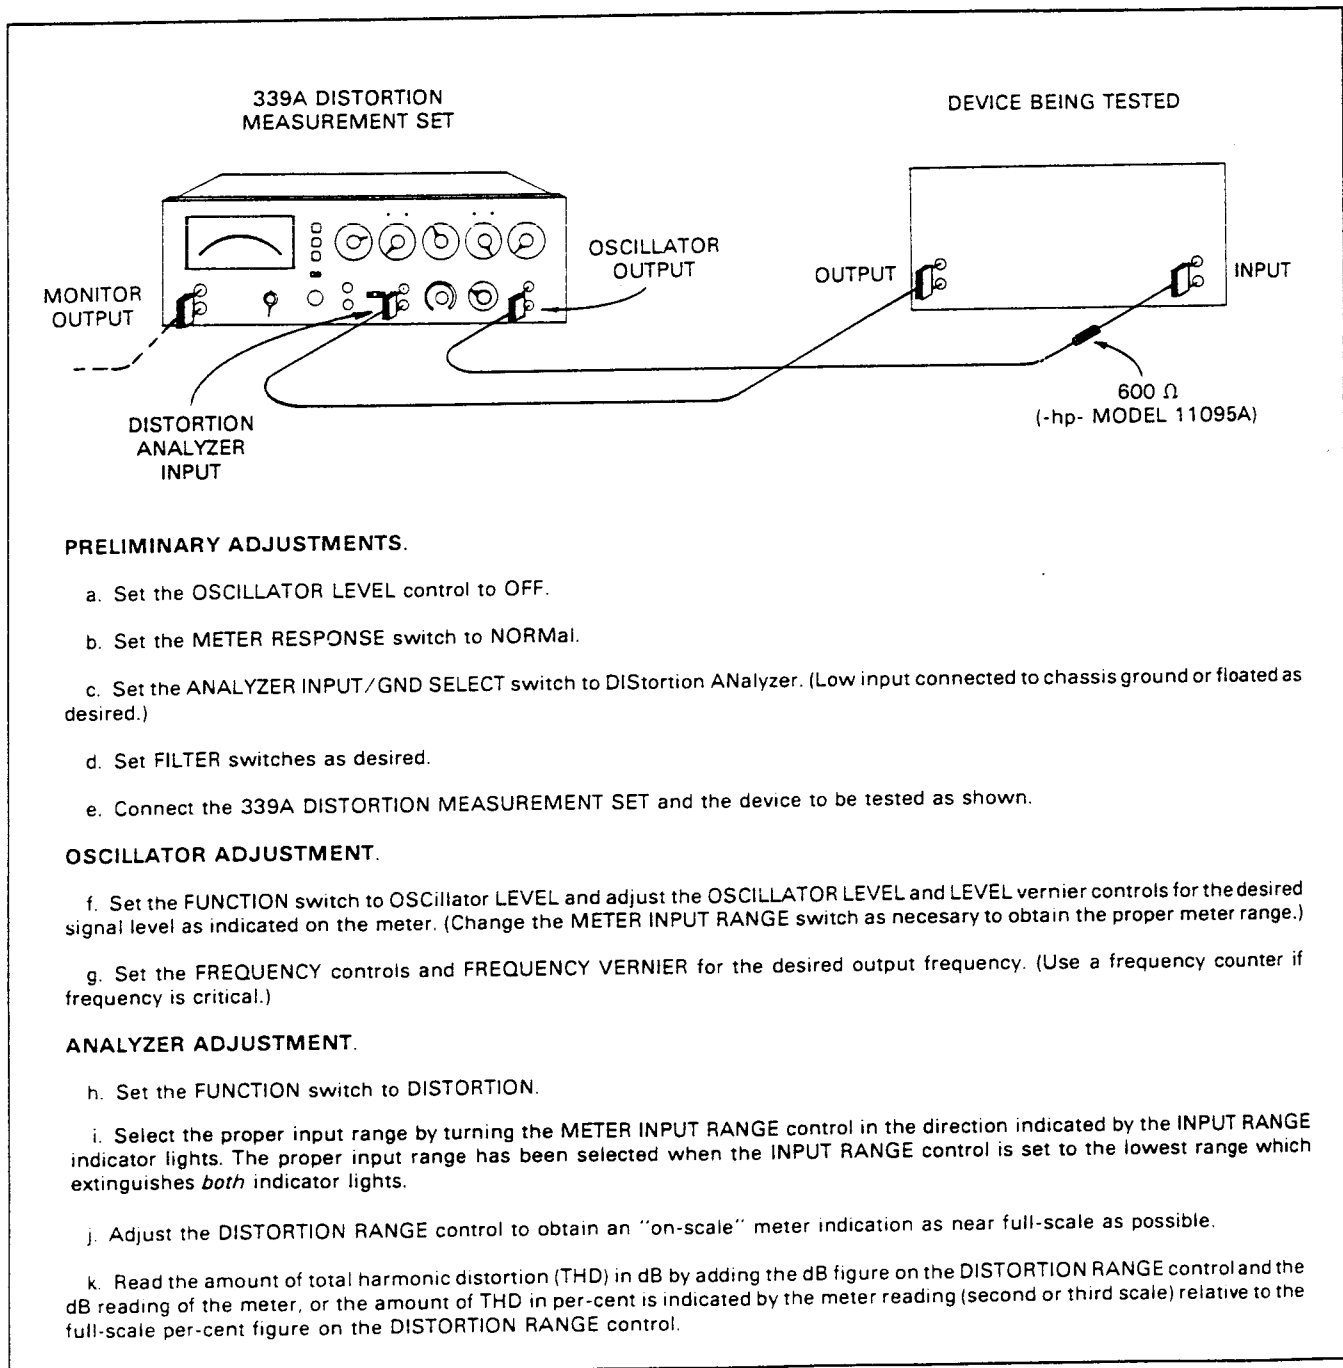 339A DISTORTION
MEASUREMENT SET
DEVICE BEING TESTED
OSCILLATOR
OUTPUT
OUTPUT
INPUT
MONITOR
OUTPUT
600 Ω
(-hp- MODEL 11095A)
DISTORTION
ANALYZER
INPUT
PRELIMINARY ADJUSTMENTS.
a. Set the OSCILLATOR LEVEL control to OFF.
b. Set the METER RESPONSE switch to NORMal.
c. Set the ANALYZER INPUT/GND SELECT switch to DIStortion ANalyzer. (Low input connected to chassis ground or floated as
desired.)
d. Set FILTER switches as desired.
e. Connect the 339A DISTORTION MEASUREMENT SET and the device to be tested as shown.
OSCILLATOR ADJUSTMENT.
f. Set the FUNCTION switch to OSCillator LEVEL and adjust the OSCILLATOR LEVEL and LEVEL vernier controls for the desired
signal level as indicated on the meter. (Change the METER INPUT RANGE switch as necesary to obtain the proper meter range.)
g. Set the FREQUENCY controls and FREQUENCY VERNIER for the desired output frequency. (Use a frequency counter if
frequency is critical.)
ANALYZER ADJUSTMENT.
h. Set the FUNCTION switch to DISTORTION.
i. Select the proper input range by turning the METER INPUT RANGE control in the direction indicated by the INPUT RANGE
indicator lights. The proper input range has been selected when the INPUT RANGE control is set to the lowest range which
extinguishes both indicator lights.
j. Adjust the DISTORTION RANGE control to obtain an "on-scale" meter indication as near full-scale as possible.
k. Read the amount of total harmonic distortion (THD) in dB by adding the dB figure on the DISTORTION RANGE control and the
dB reading of the meter, or the amount of THD in per-cent is indicated by the meter reading (second or third scale) relative to the
full-scale per-cent figure on the DISTORTION RANGE control.